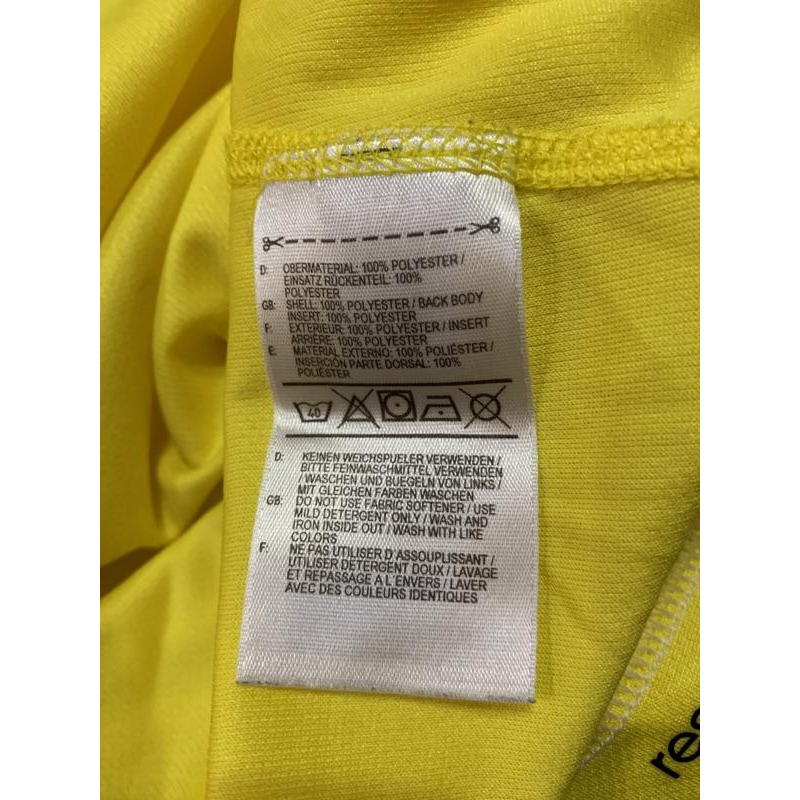 D: OBERMATERIAL: 100% POLYESTER /
EINSATZ RÜCKENTEIL: 100%
POLYESTER
GB: SHELL: 100% POLYESTER / BACK BODY
INSERT: 100% POLYESTER
F: EXTERIEUR: 100% POLYESTER / INSERT
ARRIÈRE: 100% POLYESTER
E: MATERIAL EXTERNO: 100% POLIÉSTER /
INSERCIÓN PARTE DORSAL: 100%
POLIÉSTER
40
D: KEINEN WEICHSPUELER VERWENDEN /
BITTE FEINWASCHMITTEL VERWENDEN
/ WASCHEN UND BUEGELN VON LINKS /
MIT GLEICHEN FARBEN WASCHEN
GB: DO NOT USE FABRIC SOFTENER / USE
MILD DETERGENT ONLY / WASH AND
IRON INSIDE OUT / WASH WITH LIKE
COLORS
F: NE PAS UTILISER D'ASSOUPLISSANT /
UTILISER DETERGENT DOUX / LAVAGE
ET REPASSAGE A L'ENVERS / LAVER
AVEC DES COULEURS IDENTIQUES